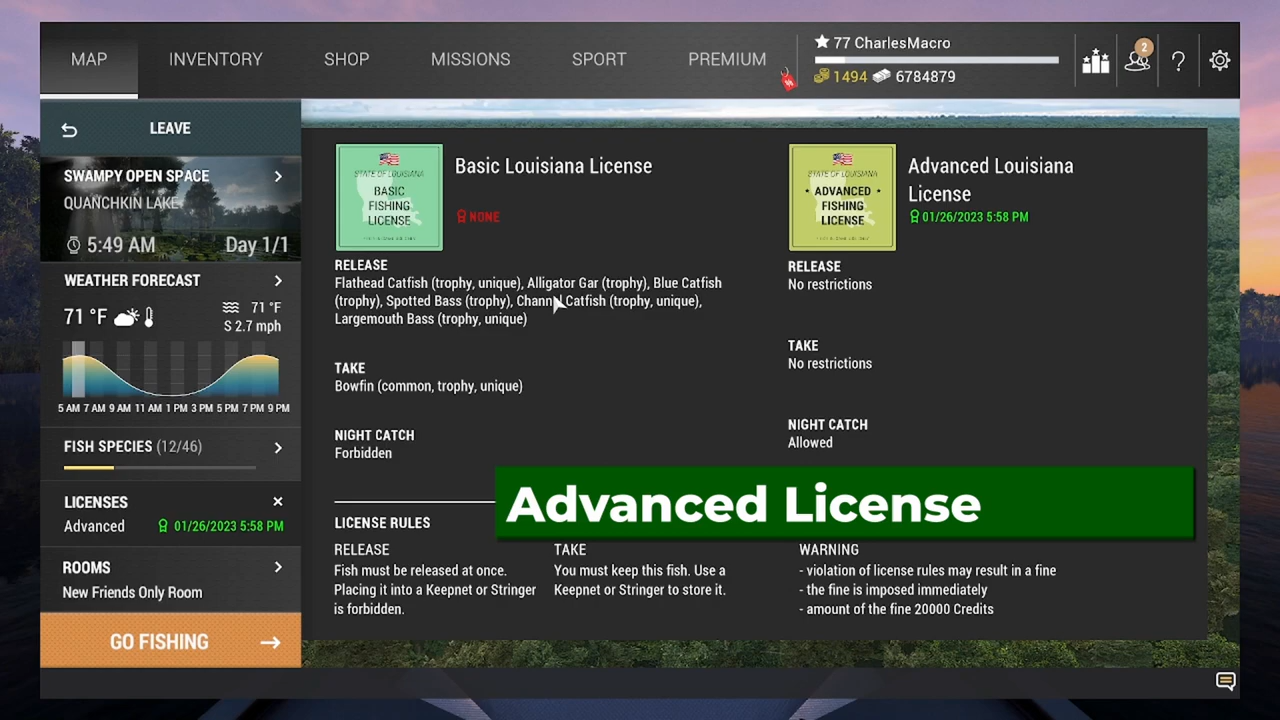 MAP
INVENTORY
SHOP
MISSIONS
SPORT
PREMIUM
77 CharlesMacro
1494 6784879
2
?
LEAVE
SWAMPY OPEN SPACE
QUANCHKIN LAKE
5:49 AM Day 1/1
WEATHER FORECAST
71 °F
71 °F
S 2.7 mph
5 AM 7 AM 9 AM 11 AM 1 PM 3 PM 5 PM 7 PM 9 PM
FISH SPECIES (12/46)
LICENSES
Advanced 01/26/2023 5:58 PM
ROOMS
New Friends Only Room
GO FISHING
STATE OF LOUISIANA
BASIC
FISHING
LICENSE
Basic Louisiana License
NONE
RELEASE
Flathead Catfish (trophy, unique), Alligator Gar (trophy), Blue Catfish
(trophy), Spotted Bass (trophy), Channel Catfish (trophy, unique),
Largemouth Bass (trophy, unique)
TAKE
Bowfin (common, trophy, unique)
NIGHT CATCH
Forbidden
STATE OF LOUISIANA
• ADVANCED •
FISHING
LICENSE
Advanced Louisiana
License
01/26/2023 5:58 PM
RELEASE
No restrictions
TAKE
No restrictions
NIGHT CATCH
Allowed
Advanced License
LICENSE RULES
RELEASE
Fish must be released at once.
Placing it into a Keepnet or Stringer
is forbidden.
TAKE
You must keep this fish. Use a
Keepnet or Stringer to store it.
WARNING
- violation of license rules may result in a fine
- the fine is imposed immediately
- amount of the fine 20000 Credits